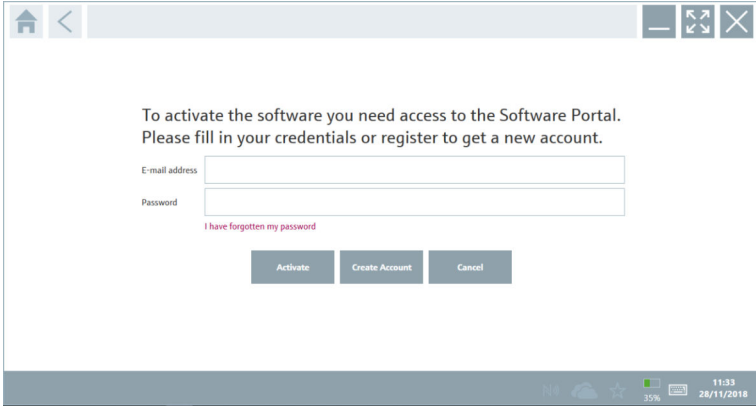 To activate the software you need access to the Software Portal.
Please fill in your credentials or register to get a new account.
E-mail address
Password
I have forgotten my password
Activate
Create Account
Cancel
35%
11:33
28/11/2018